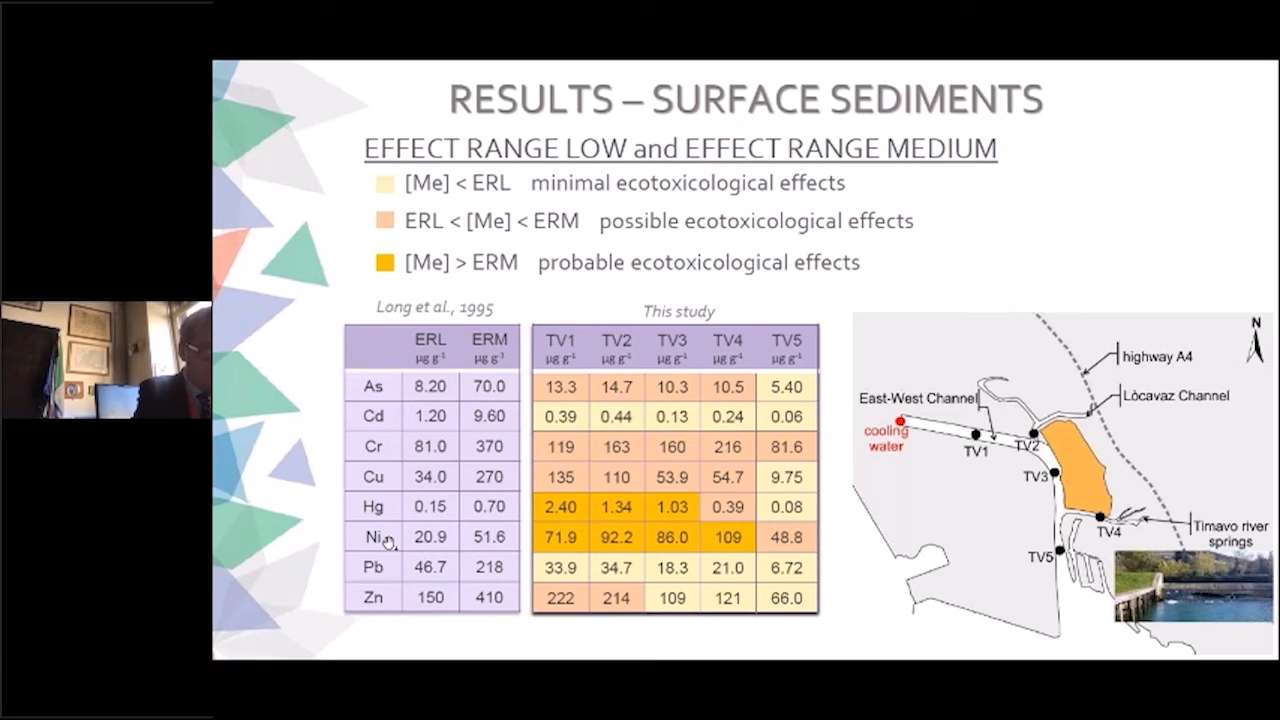 RESULTS – SURFACE SEDIMENTS
EFFECT RANGE LOW and EFFECT RANGE MEDIUM
[Me] < ERL minimal ecotoxicological effects
ERL < [Me] < ERM possible ecotoxicological effects
[Me] > ERM probable ecotoxicological effects
Long et al., 1995
This study
ERL ERM TV1 TV2 TV3 TV4 TV5
µg g⁻¹ µg g⁻¹ µg g⁻¹ µg g⁻¹ µg g⁻¹ µg g⁻¹ µg g⁻¹
As 8.20 70.0 13.3 14.7 10.3 10.5 5.40
Cd 1.20 9.60 0.39 0.44 0.13 0.24 0.06
Cr 81.0 370 119 163 160 216 81.6
Cu 34.0 270 135 110 53.9 54.7 9.75
Hg 0.15 0.70 2.40 1.34 1.03 0.39 0.08
Ni 20.9 51.6 71.9 92.2 86.0 109 48.8
Pb 46.7 218 33.9 34.7 18.3 21.0 6.72
Zn 150 410 222 214 109 121 66.0
N
highway A4
East-West Channel
Lòcavaz Channel
cooling
water
TV1
TV2
TV3
TV4
TV5
Timavo river
springs